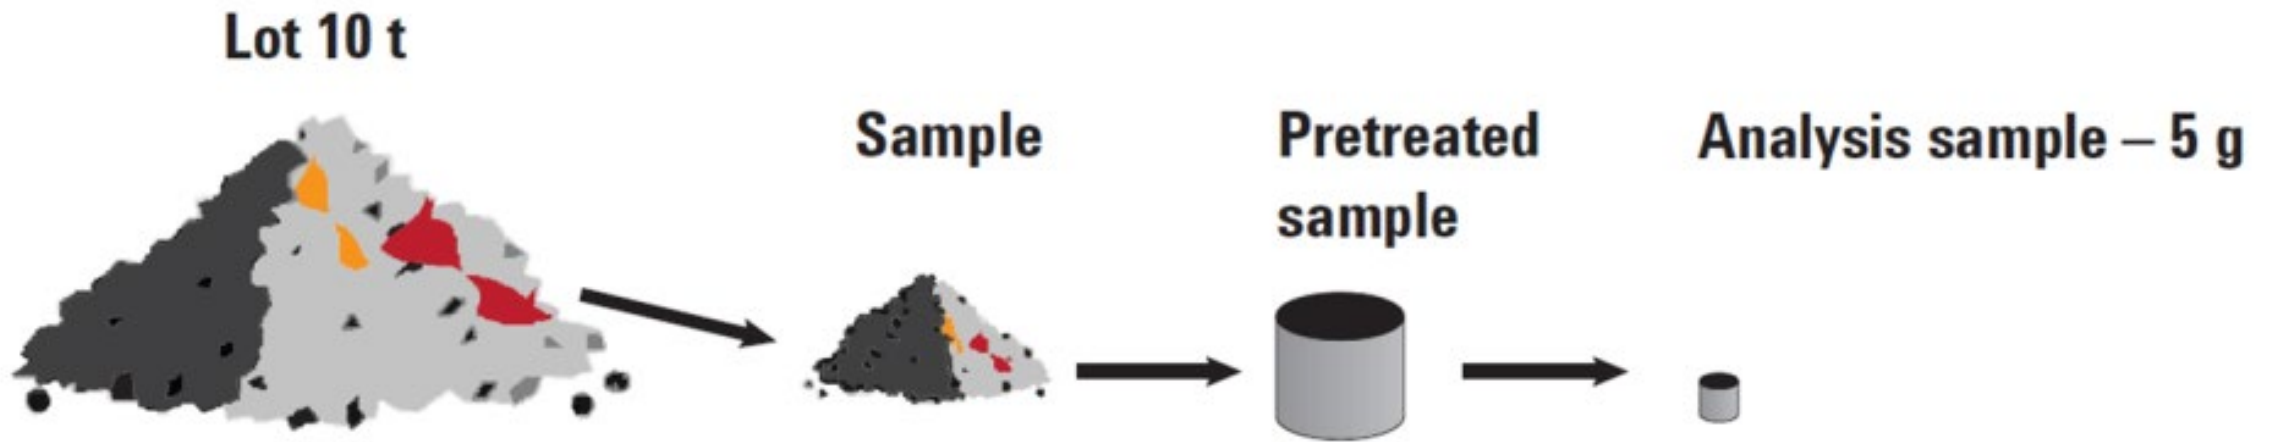 Lot 10 t
Sample
Pretreated
sample
Analysis sample – 5 g